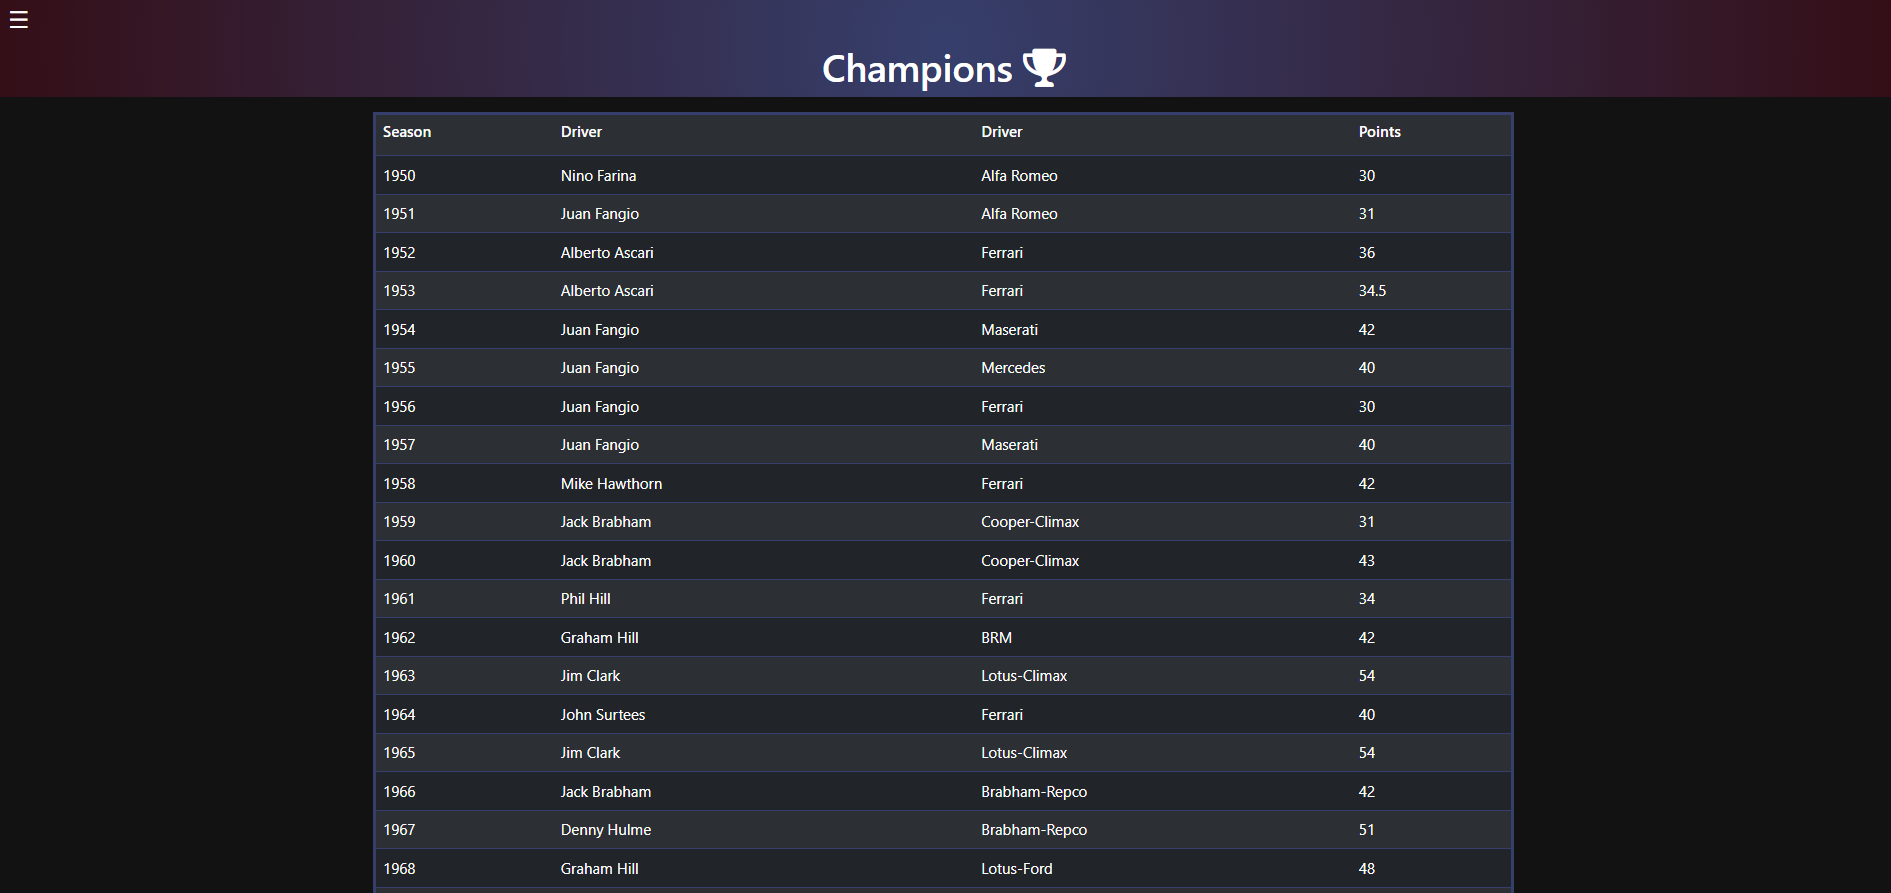 Champions
Season Driver Driver Points
1950 Nino Farina Alfa Romeo 30
1951 Juan Fangio Alfa Romeo 31
1952 Alberto Ascari Ferrari 36
1953 Alberto Ascari Ferrari 34.5
1954 Juan Fangio Maserati 42
1955 Juan Fangio Mercedes 40
1956 Juan Fangio Ferrari 30
1957 Juan Fangio Maserati 40
1958 Mike Hawthorn Ferrari 42
1959 Jack Brabham Cooper-Climax 31
1960 Jack Brabham Cooper-Climax 43
1961 Phil Hill Ferrari 34
1962 Graham Hill BRM 42
1963 Jim Clark Lotus-Climax 54
1964 John Surtees Ferrari 40
1965 Jim Clark Lotus-Climax 54
1966 Jack Brabham Brabham-Repco 42
1967 Denny Hulme Brabham-Repco 51
1968 Graham Hill Lotus-Ford 48